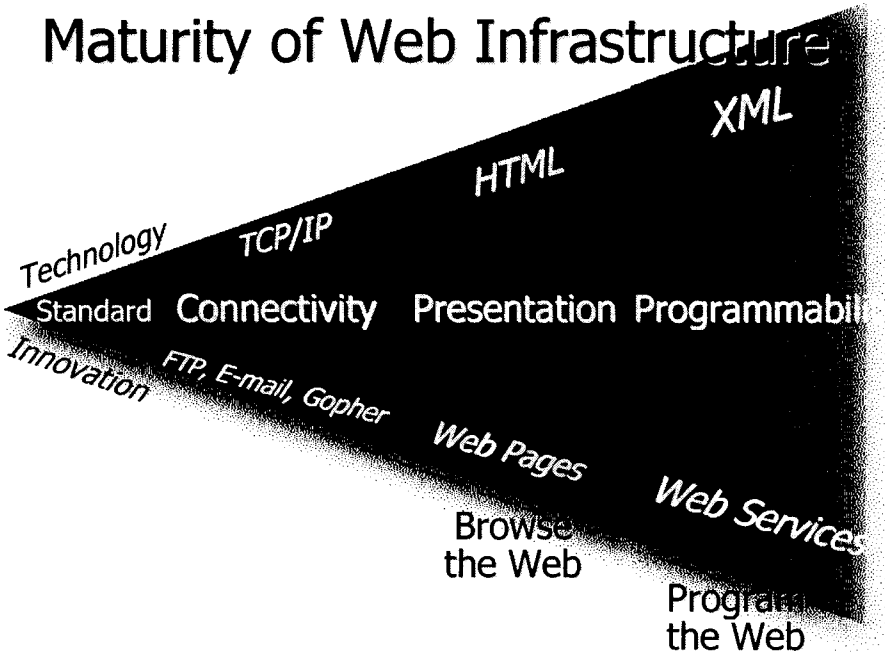 Maturity of Web Infrastructure
XML
HTML
TCP/IP
Technology
Standard Connectivity Presentation Programmabili
Innovation
FTP, E-mail, Gopher
Web Pages
Web Services
Browse
the Web
Program
the Web